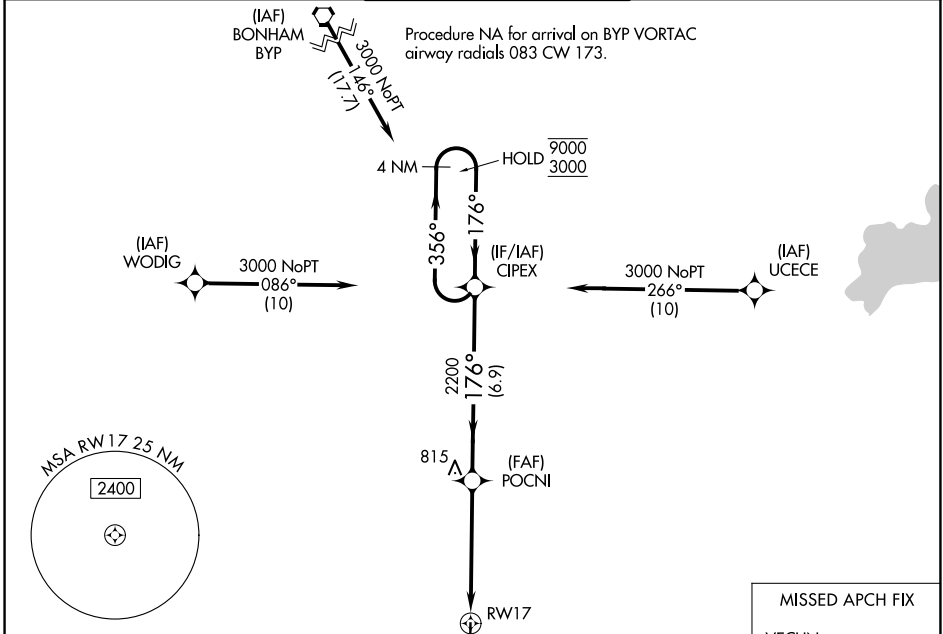 (IAF)
BONHAM
BYP
Procedure NA for arrival on BYP VORTAC
airway radials 083 CW 173.
3000 NoPT
146°
(17.7)
4 NM
HOLD
9000
3000
356°
176°
(IAF)
WODIG
3000 NoPT
086°
(10)
(IF/IAF)
CIPEX
3000 NoPT
266°
(10)
(IAF)
UCECE
2200
176°
(6.9)
MSA RW17 25 NM
2400
815
(FAF)
POCNI
RW17
MISSED APCH FIX